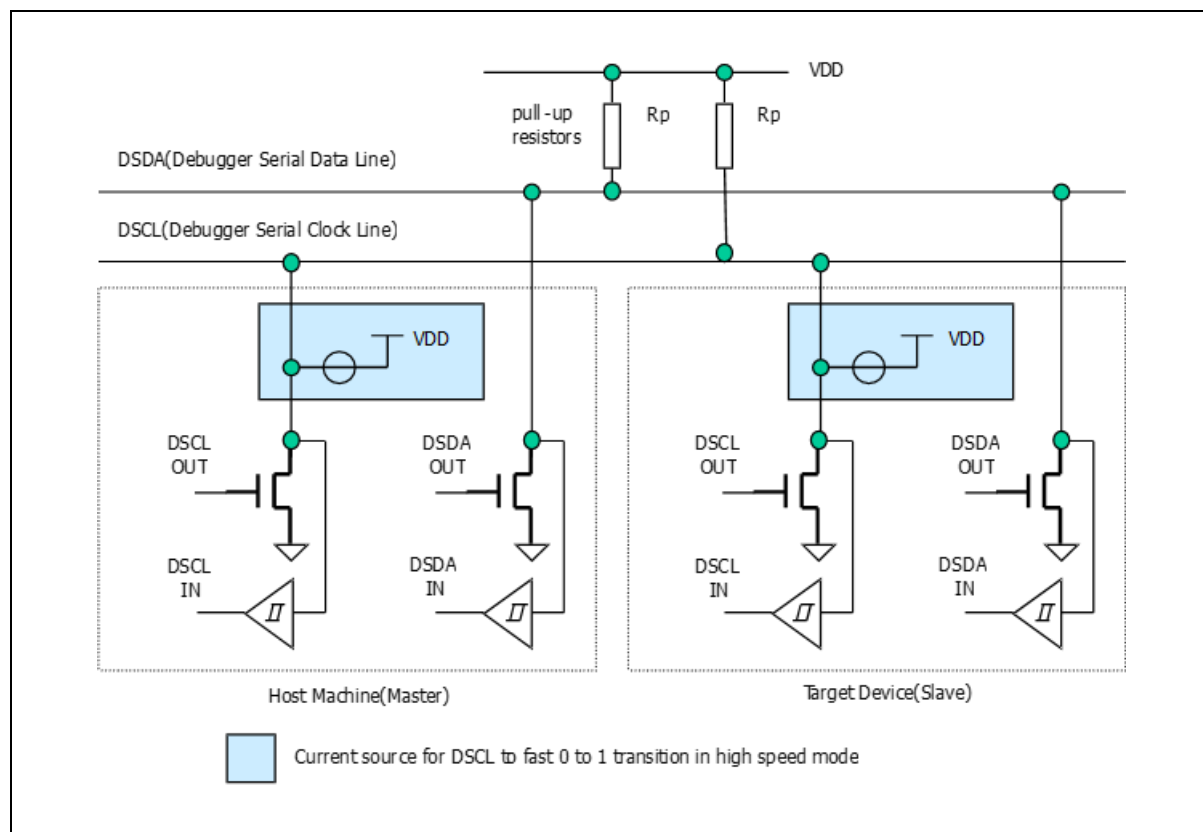 VDD
pull -up
resistors
Rp
Rp
DSDA(Debugger Serial Data Line)
DSCL(Debugger Serial Clock Line)
VDD
VDD
DSCL
OUT
DSDA
OUT
DSCL
OUT
DSDA
OUT
DSCL
IN
DSDA
IN
DSCL
IN
DSDA
IN
Host Machine(Master)
Target Device(Slave)
Current source for DSCL to fast 0 to 1 transition in high speed mode